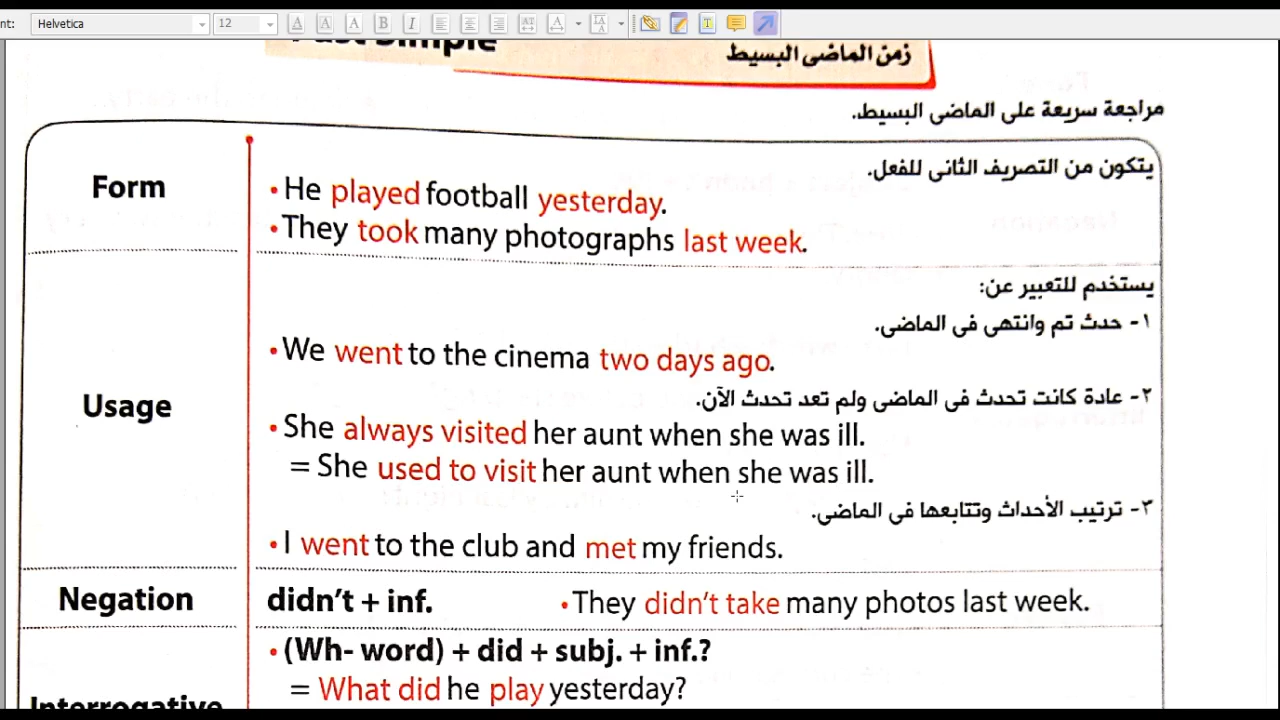 nt: Helvetica 12
Past Simple
زمن الماضى البسيط
مراجعة سريعة على الماضى البسيط.
Form
يتكون من التصريف الثانى للفعل.
• He played football yesterday.
• They took many photographs last week.
Usage
يستخدم للتعبير عن:
١- حدث تم وانتهى فى الماضى.
• We went to the cinema two days ago.
٢- عادة كانت تحدث فى الماضى ولم تعد تحدث الآن.
• She always visited her aunt when she was ill.
= She used to visit her aunt when she was ill.
٣- ترتيب الأحداث وتتابعها فى الماضى.
• I went to the club and met my friends.
Negation
didn't + inf. • They didn't take many photos last week.
Interrogative
• (Wh- word) + did + subj. + inf.?
= What did he play yesterday?